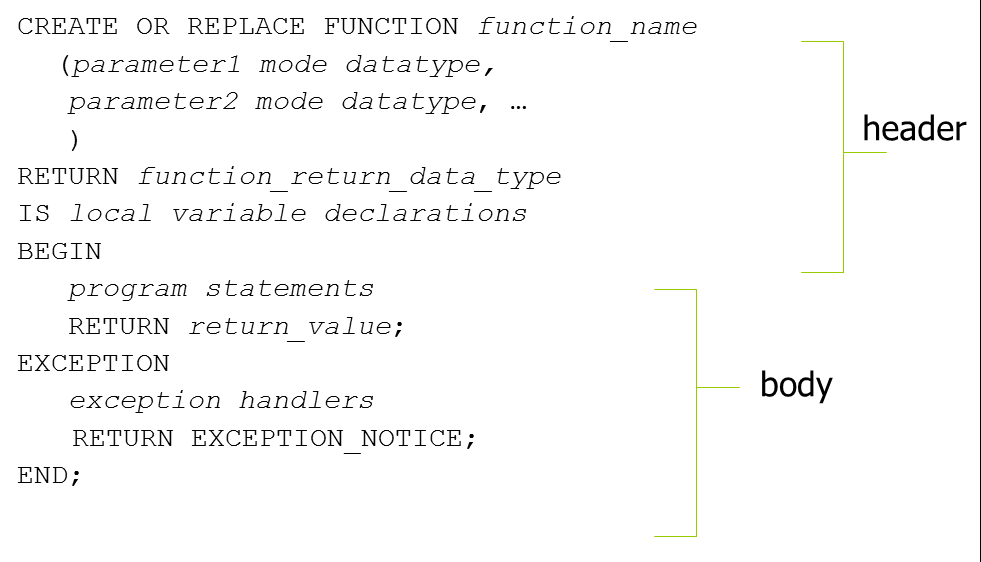 CREATE OR REPLACE FUNCTION function_name
(parameter1 mode datatype,
parameter2 mode datatype, …
)
RETURN function_return_data_type
IS local variable declarations
BEGIN
program statements
RETURN return_value;
EXCEPTION
exception handlers
RETURN EXCEPTION_NOTICE;
END;
header
body